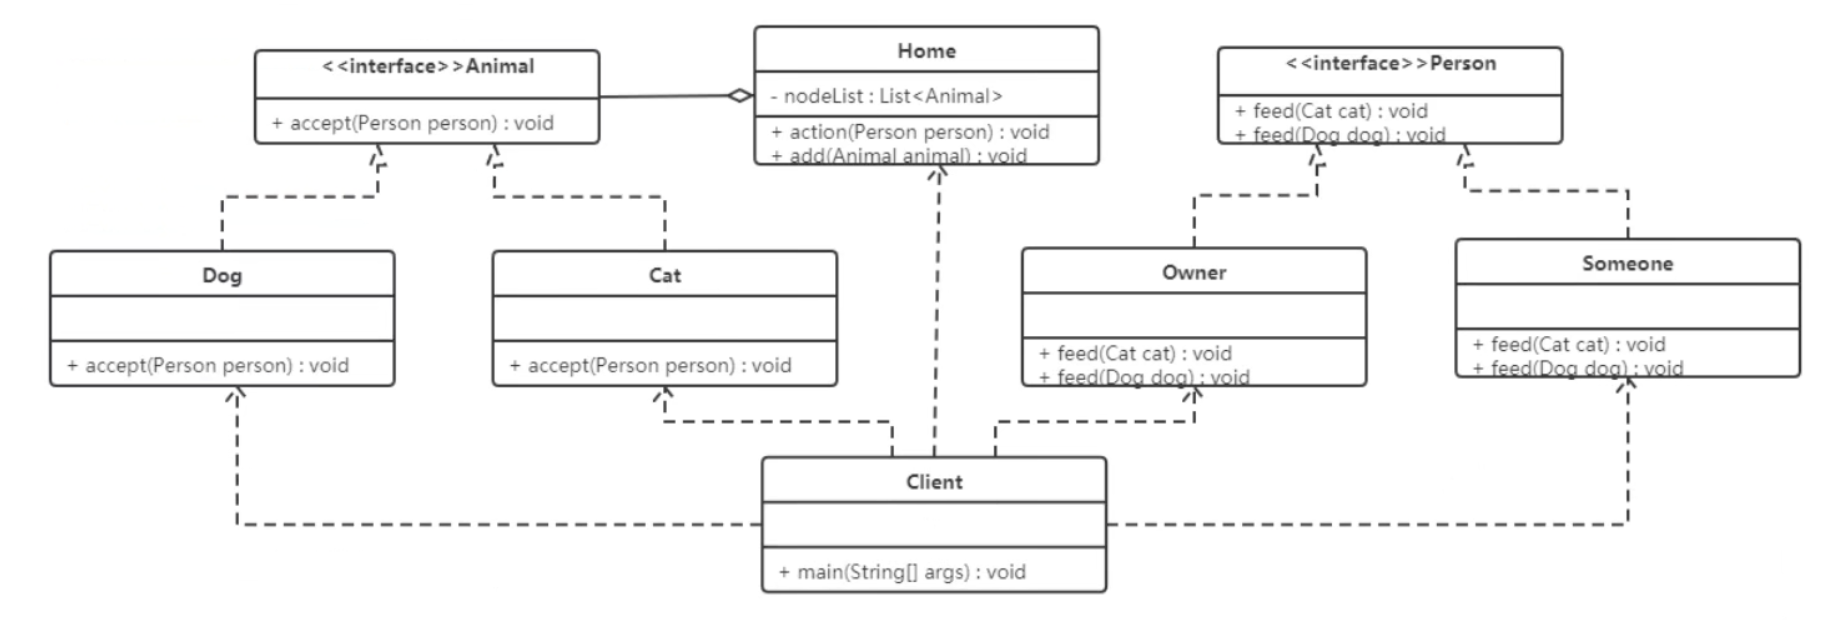 <<interface>>Animal
+ accept(Person person) : void
Home
- nodeList : List<Animal>
+ action(Person person) : void
+ add(Animal animal) : void
<<interface>>Person
+ feed(Cat cat) : void
+ feed(Dog dog) : void
Dog
+ accept(Person person) : void
Cat
+ accept(Person person) : void
Owner
+ feed(Cat cat) : void
+ feed(Dog dog) : void
Someone
+ feed(Cat cat) : void
+ feed(Dog dog) : void
Client
+ main(String[] args) : void